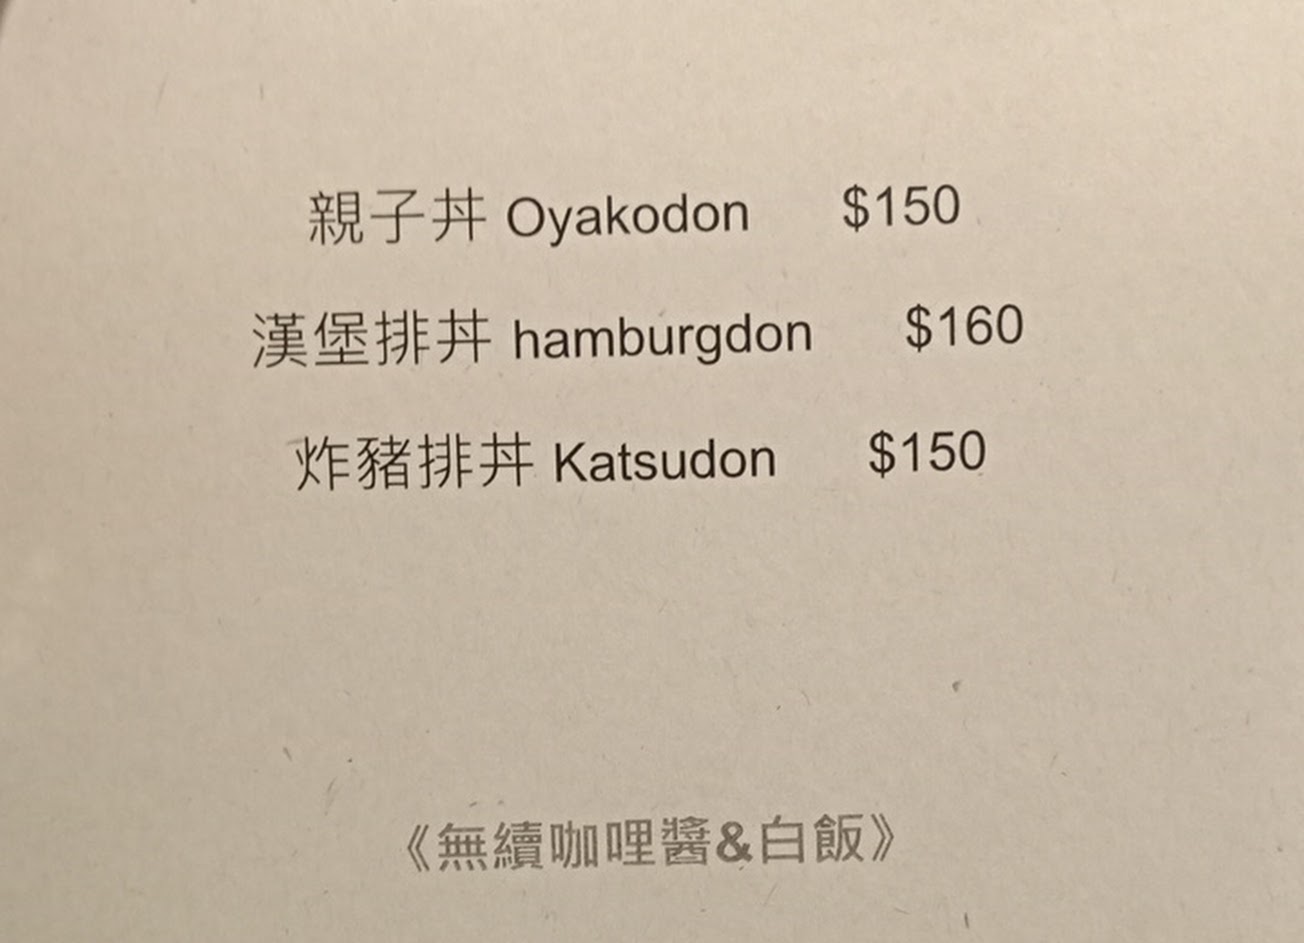 親子丼 Oyakodon $150
漢堡排丼 hamburgdon $160
炸豬排丼 Katsudon $150
《無續咖哩醬&白飯》